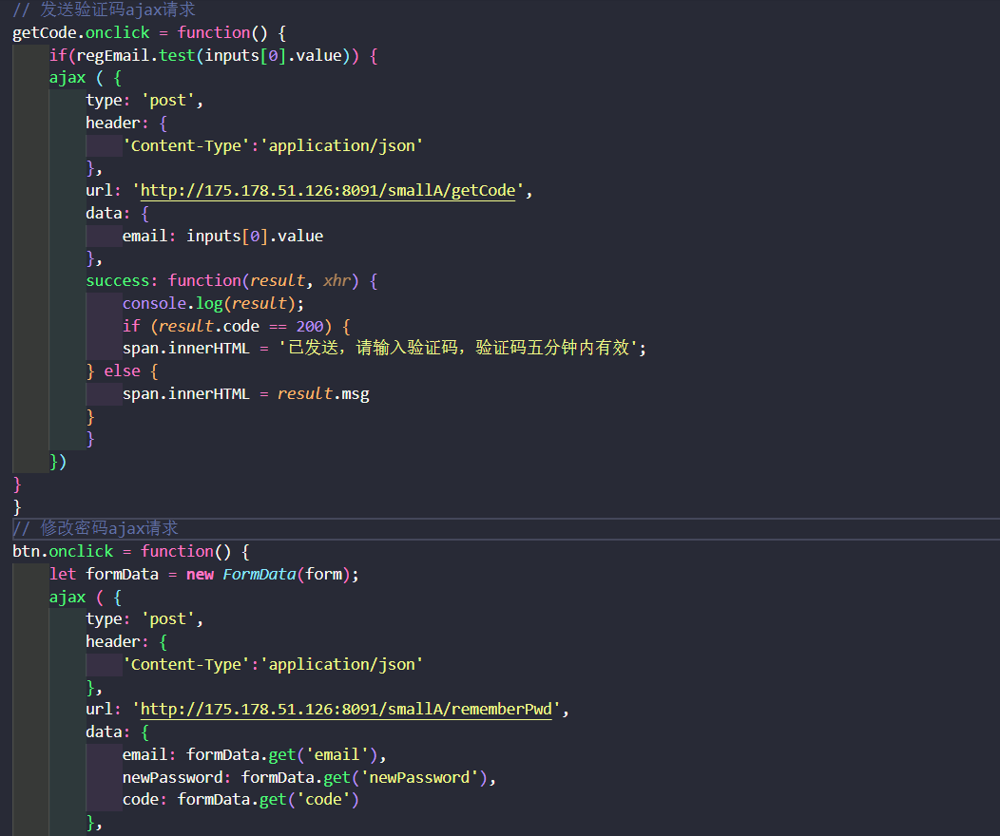 // 发送验证码ajax请求
getCode.onclick = function() {
    if(regEmail.test(inputs[0].value)) {
    ajax ( {
        type: 'post',
        header: {
            'Content-Type':'application/json'
        },
        url: 'http://175.178.51.126:8091/smallA/getCode',
        data: {
            email: inputs[0].value
        },
        success: function(result, xhr) {
            console.log(result);
            if (result.code == 200) {
            span.innerHTML = '已发送，请输入验证码，验证码五分钟内有效';
        } else {
            span.innerHTML = result.msg
        }
        }
    })
}
}
// 修改密码ajax请求
btn.onclick = function() {
    let formData = new FormData(form);
    ajax ( {
        type: 'post',
        header: {
            'Content-Type':'application/json'
        },
        url: 'http://175.178.51.126:8091/smallA/rememberPwd',
        data: {
            email: formData.get('email'),
            newPassword: formData.get('newPassword'),
            code: formData.get('code')
        },